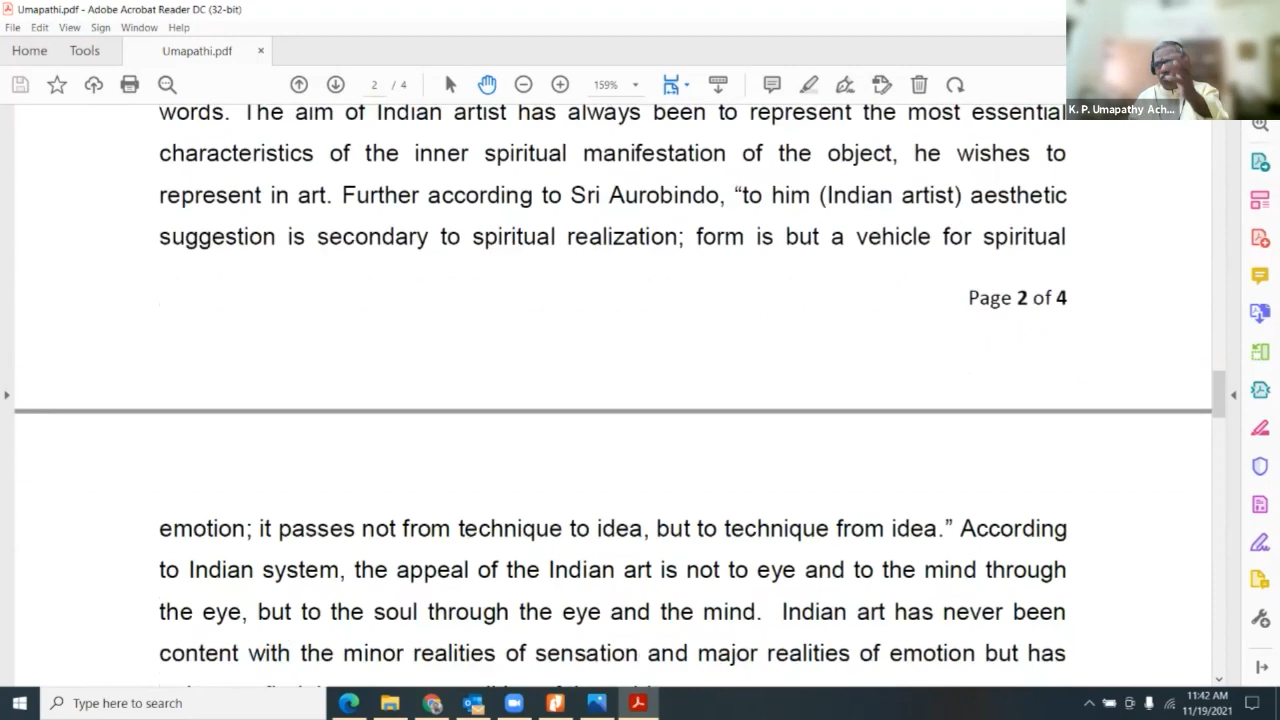 Umapathi.pdf - Adobe Acrobat Reader DC (32-bit)
File Edit View Sign Window Help
Home Tools Umapathi.pdf ×
2 / 4 159%
K. P. Umapathy Ach...
words. The aim of Indian artist has always been to represent the most essential
characteristics of the inner spiritual manifestation of the object, he wishes to
represent in art. Further according to Sri Aurobindo, “to him (Indian artist) aesthetic
suggestion is secondary to spiritual realization; form is but a vehicle for spiritual
Page 2 of 4
emotion; it passes not from technique to idea, but to technique from idea.” According
to Indian system, the appeal of the Indian art is not to eye and to the mind through
the eye, but to the soul through the eye and the mind. Indian art has never been
content with the minor realities of sensation and major realities of emotion but has
Type here to search
11:42 AM
11/19/2021